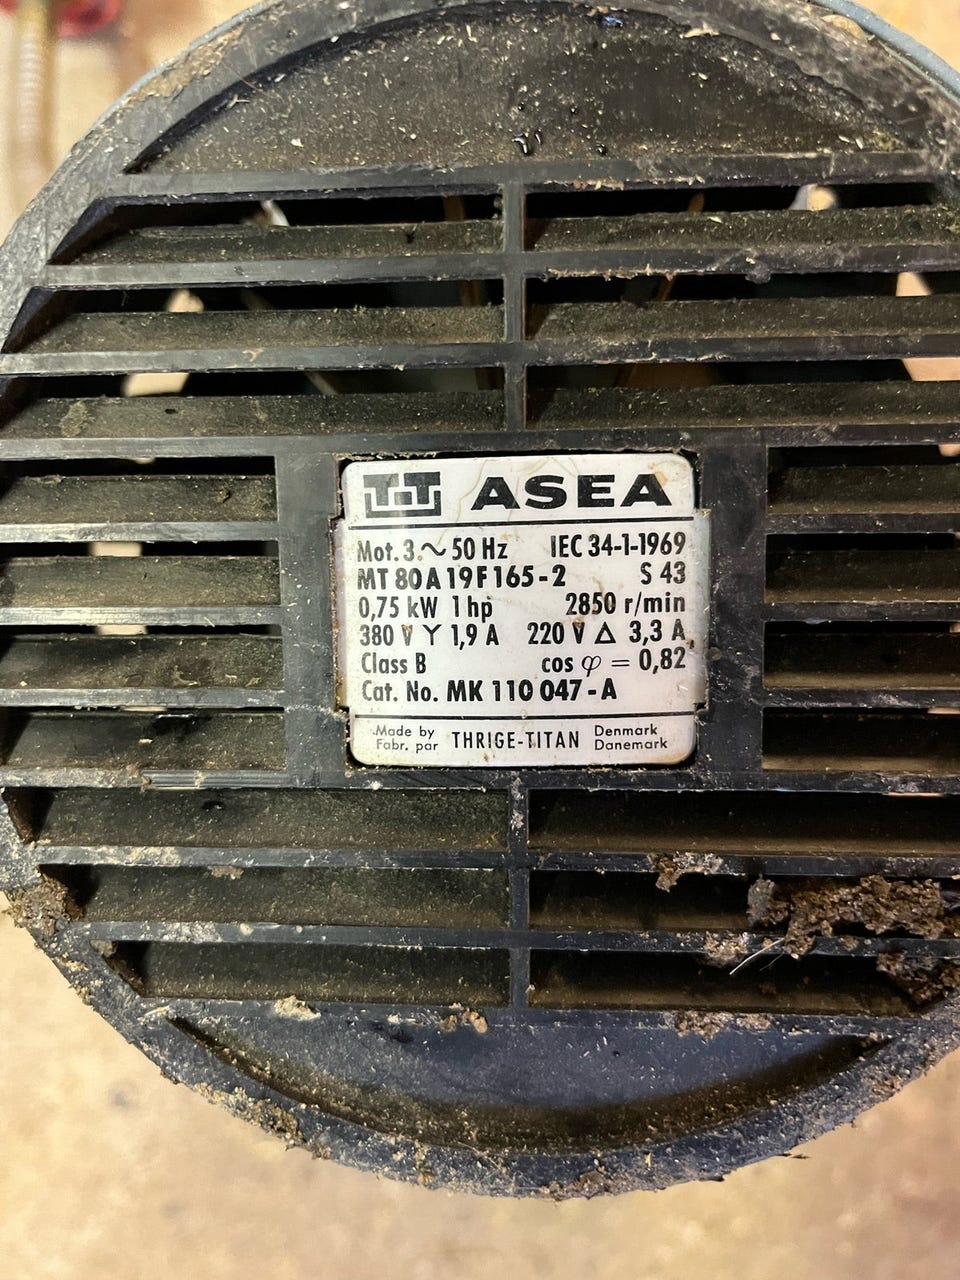 TT ASEA
Mot. 3 ~ 50 Hz IEC 34-1-1969
MT 80 A 19 F 165-2 S 43
0,75 kW 1 hp 2850 r/min
380 V Y 1,9 A 220 V Δ 3,3 A
Class B cos φ = 0,82
Cat. No. MK 110 047-A
Made by THRIGE-TITAN Denmark
Fabr. par Danemark